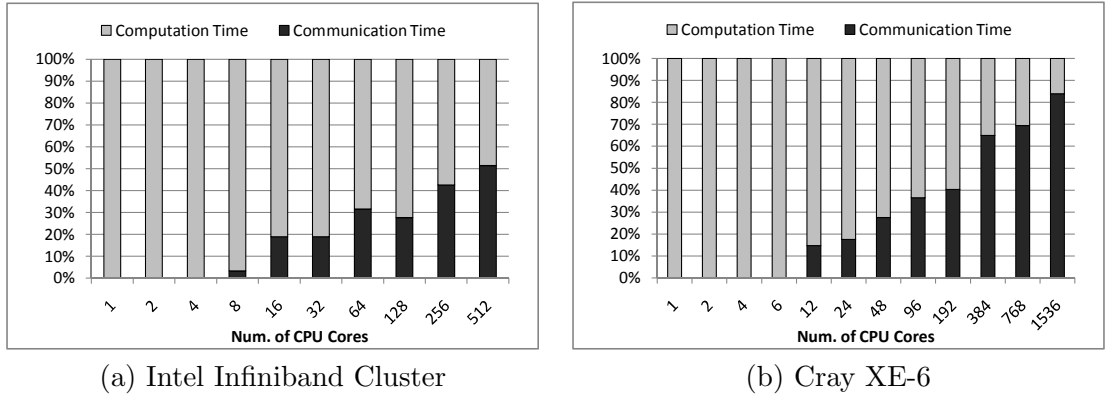 Computation Time Communication Time
100%
90%
80%
70%
60%
50%
40%
30%
20%
10%
0%
1 2 4 8 16 32 64 128 256 512
Num. of CPU Cores
(a) Intel Infiniband Cluster
Computation Time Communication Time
100%
90%
80%
70%
60%
50%
40%
30%
20%
10%
0%
1 2 4 6 12 24 48 96 192 384 768 1536
Num. of CPU Cores
(b) Cray XE-6